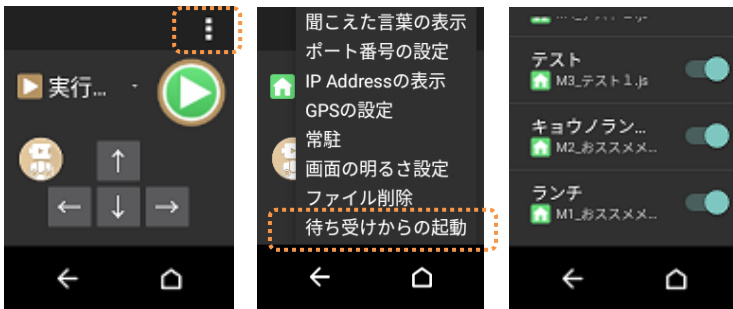 実行...
↑
← ↓ →
聞こえた言葉の表示
ポート番号の設定
IP Addressの表示
GPSの設定
常駐
画面の明るさ設定
ファイル削除
待ち受けからの起動
テスト
M3_テスト１.js
キョウノラン...
M2_おススメメ...
ランチ
M1_おススメメ...